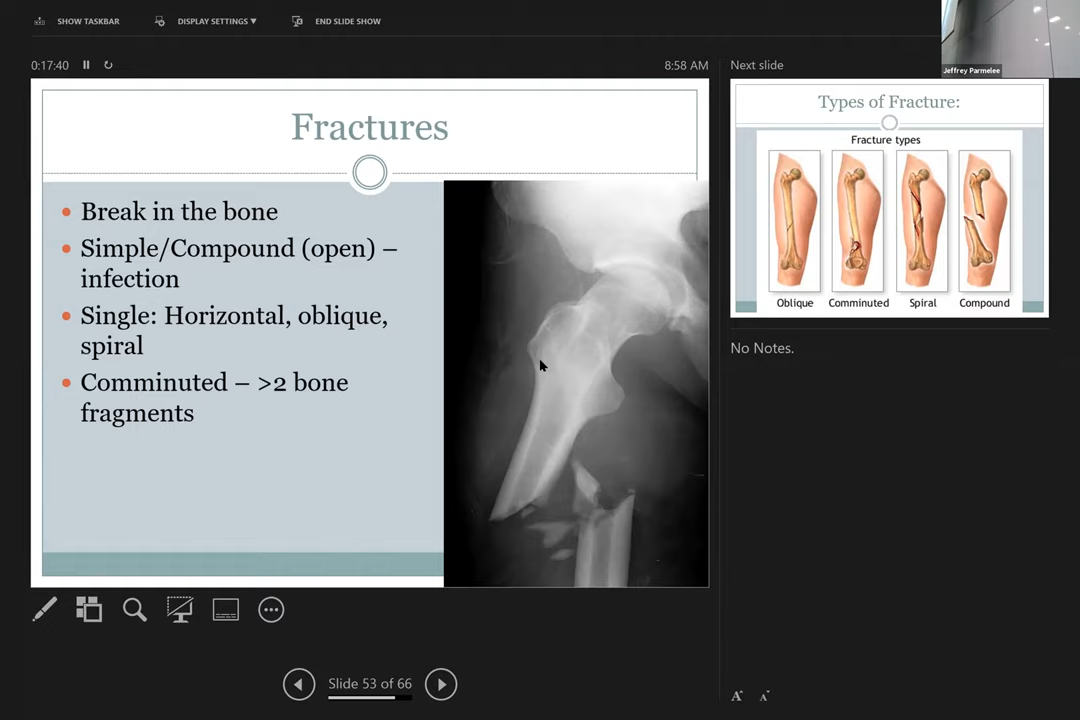 SHOW TASKBAR
DISPLAY SETTINGS ▼
END SLIDE SHOW
Jeffrey Parmelee
0:17:40
8:58 AM
Fractures
• Break in the bone
• Simple/Compound (open) –
infection
• Single: Horizontal, oblique,
spiral
• Comminuted – >2 bone
fragments
Slide 53 of 66
Next slide
Types of Fracture:
Fracture types
Oblique
Comminuted
Spiral
Compound
No Notes.
A A